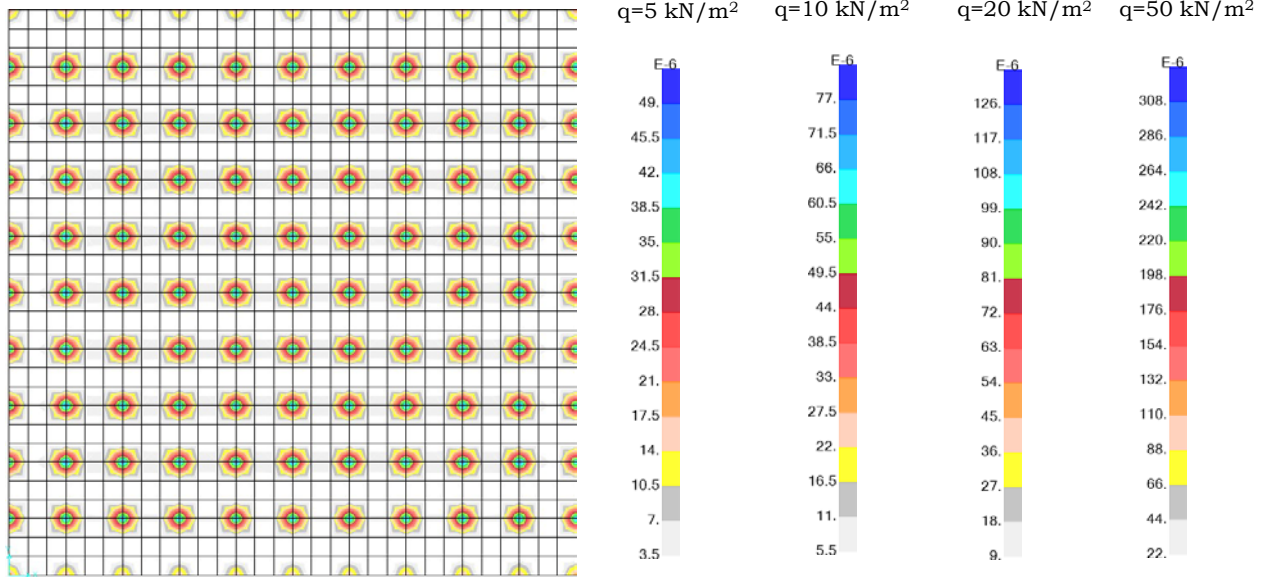 q=5 kN/m² q=10 kN/m² q=20 kN/m² q=50 kN/m²
E-6 E-6 E-6 E-6
49. 77. 126. 308.
45.5 71.5 117. 286.
42. 66. 108. 264.
38.5 60.5 99. 242.
35. 55. 90. 220.
31.5 49.5 81. 198.
28. 44. 72. 176.
24.5 38.5 63. 154.
21. 33. 54. 132.
17.5 27.5 45. 110.
14. 22. 36. 88.
10.5 16.5 27. 66.
7. 11. 18. 44.
3.5 5.5 9. 22.